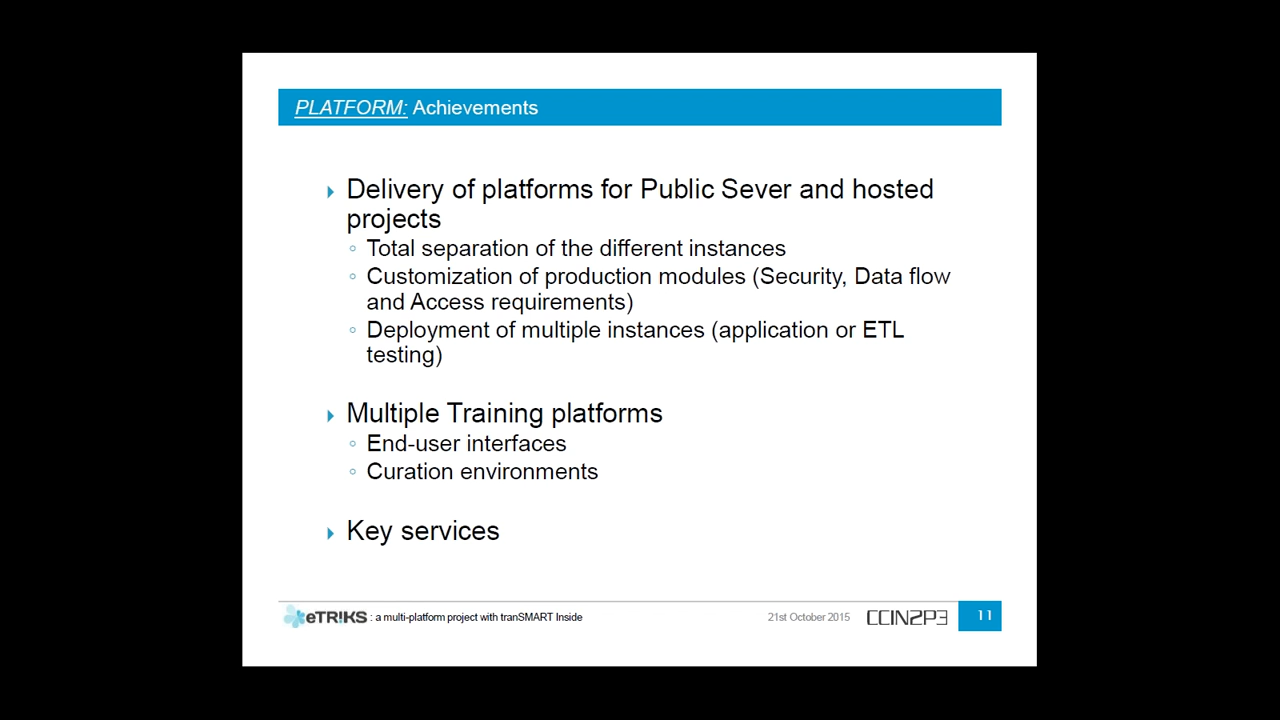 PLATFORM: Achievements
Delivery of platforms for Public Sever and hosted
projects
Total separation of the different instances
Customization of production modules (Security, Data flow
and Access requirements)
Deployment of multiple instances (application or ETL
testing)
Multiple Training platforms
End-user interfaces
Curation environments
Key services
eTRIKS : a multi-platform project with tranSMART Inside
21st October 2015
CCIN2P3
11